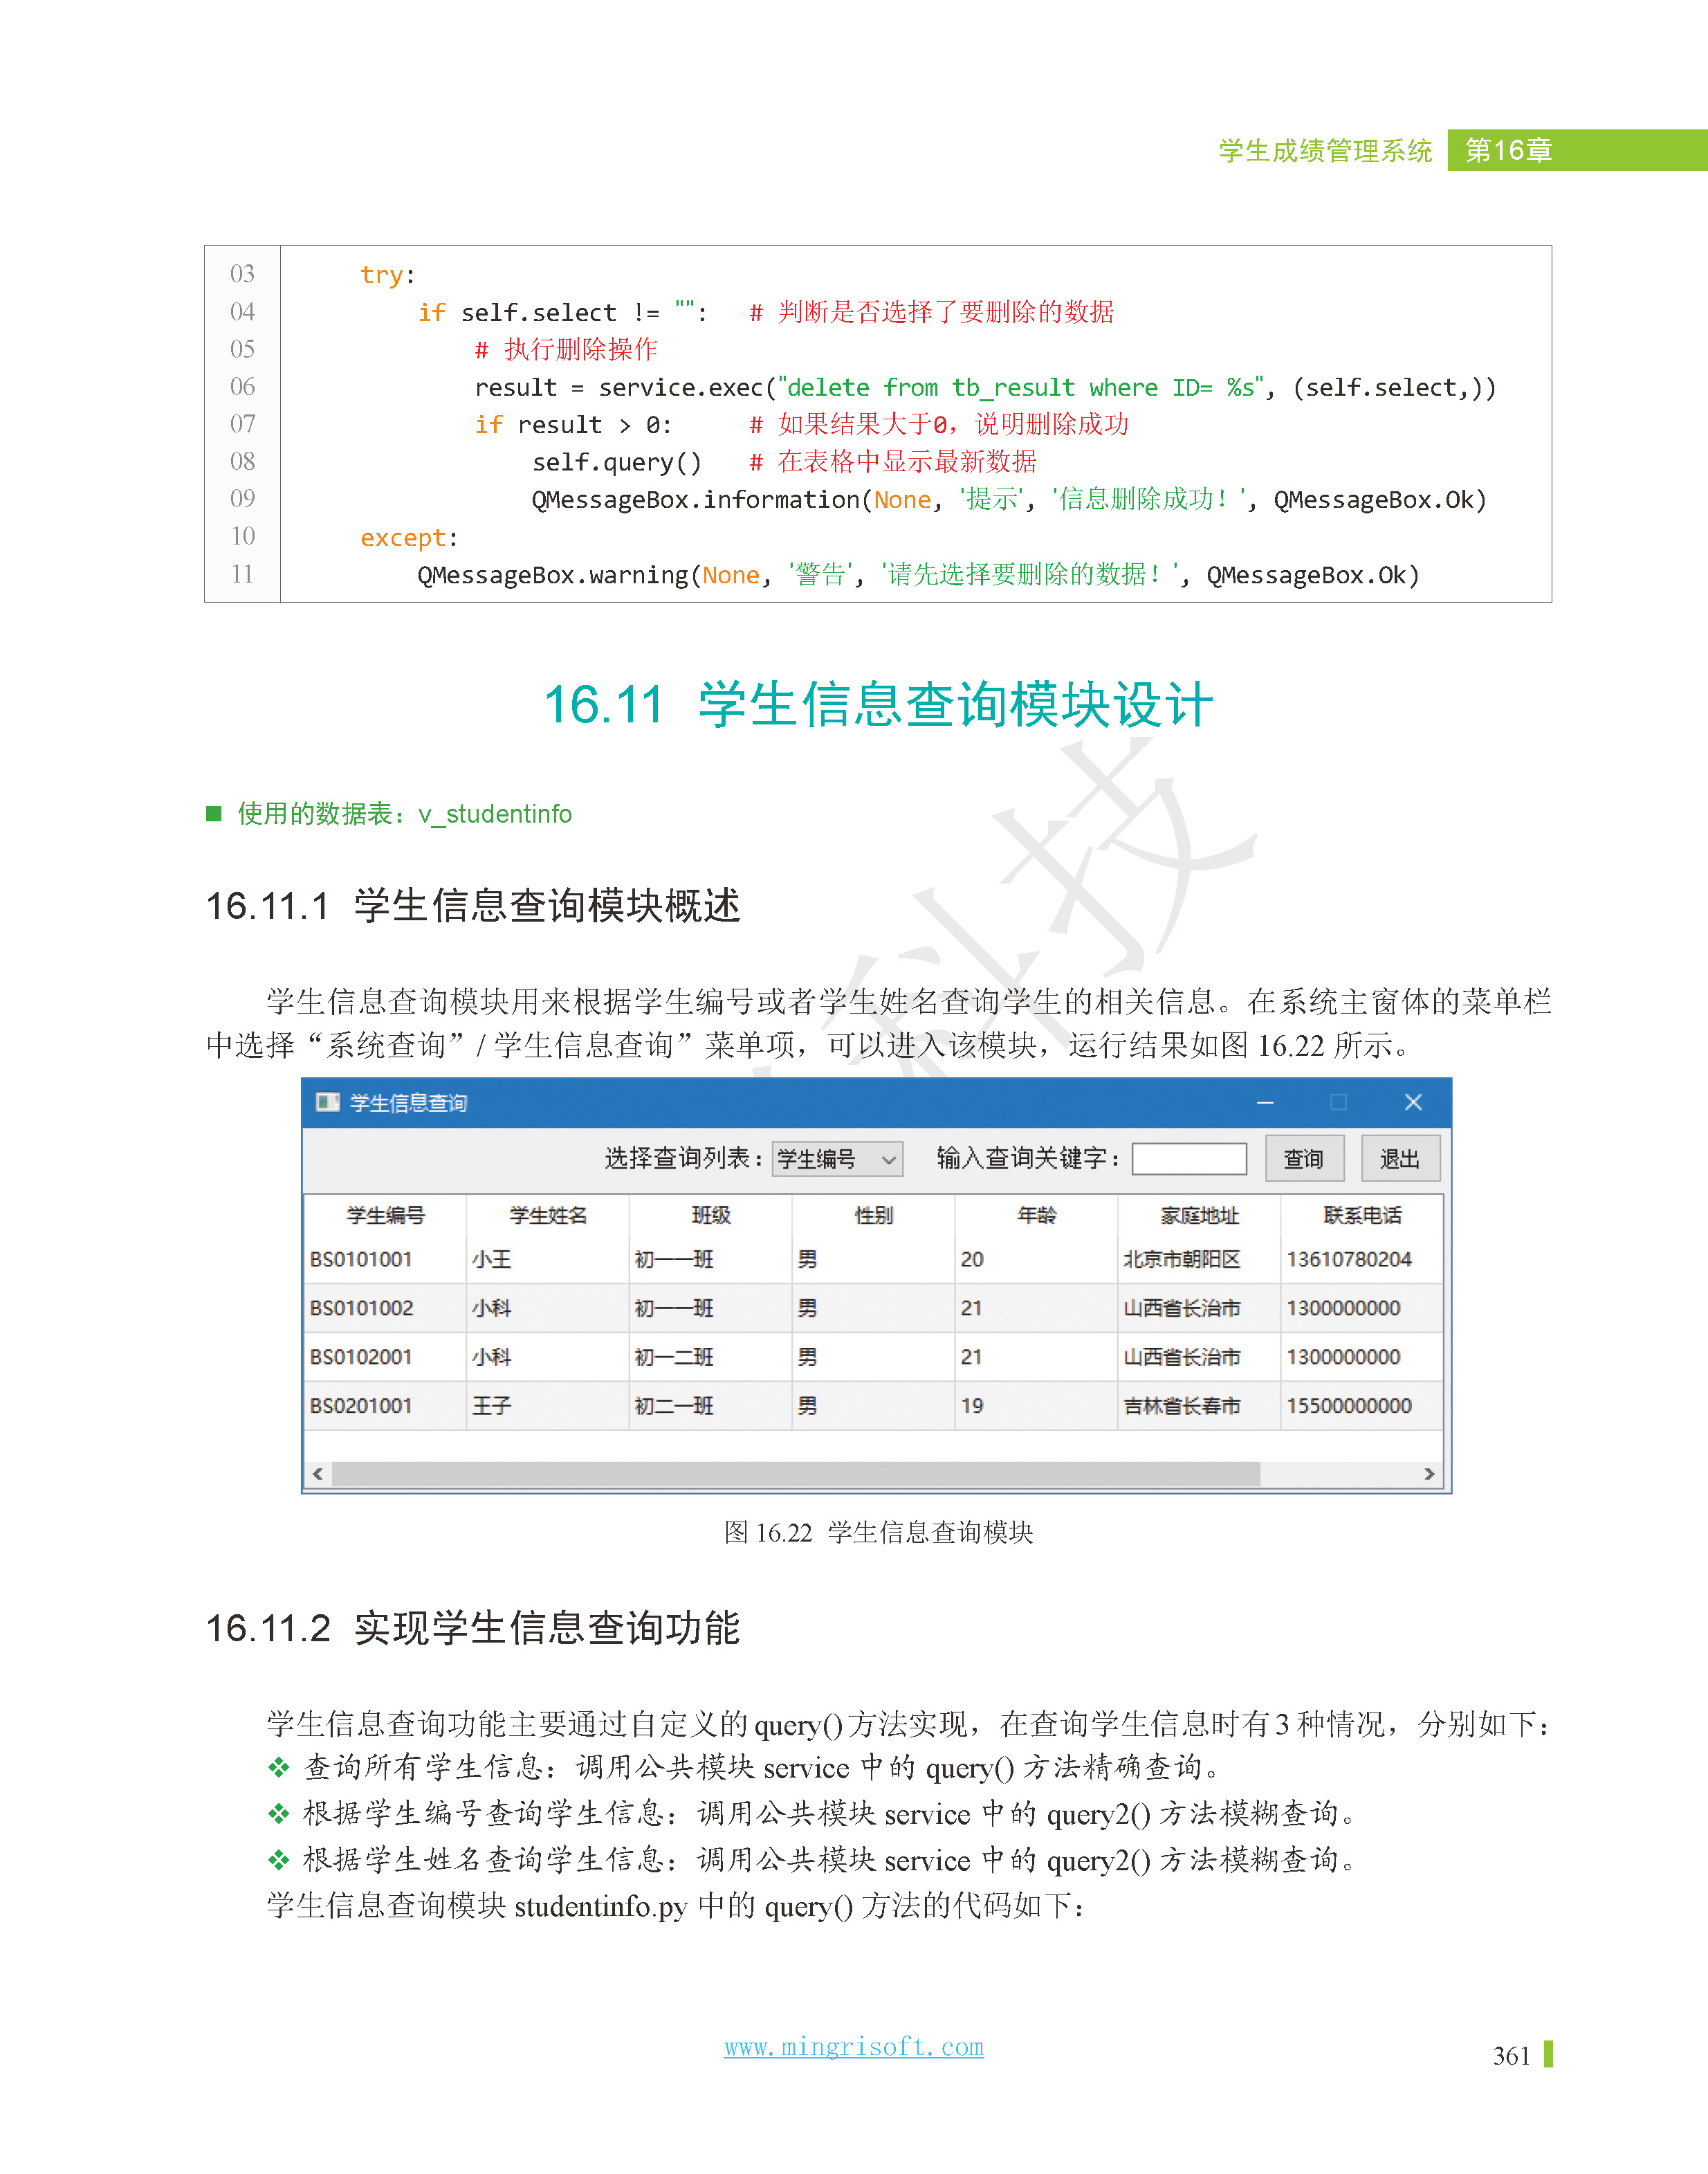 学生成绩管理系统 第16章
03 try:
04 if self.select != "": # 判断是否选择了要删除的数据
05 # 执行删除操作
06 result = service.exec("delete from tb_result where ID= %s", (self.select,))
07 if result > 0: # 如果结果大于0，说明删除成功
08 self.query() # 在表格中显示最新数据
09 QMessageBox.information(None, '提示', '信息删除成功！', QMessageBox.Ok)
10 except:
11 QMessageBox.warning(None, '警告', '请先选择要删除的数据！', QMessageBox.Ok)
16.11 学生信息查询模块设计
■ 使用的数据表：v_studentinfo
16.11.1 学生信息查询模块概述
学生信息查询模块用来根据学生编号或者学生姓名查询学生的相关信息。在系统主窗体的菜单栏
中选择“系统查询”/ 学生信息查询”菜单项，可以进入该模块，运行结果如图 16.22 所示。
科技
学生信息查询
选择查询列表：学生编号 输入查询关键字： 查询 退出
学生编号 学生姓名 班级 性别 年龄 家庭地址 联系电话
BS0101001 小王 初一一班 男 20 北京市朝阳区 13610780204
BS0101002 小科 初一一班 男 21 山西省长治市 1300000000
BS0102001 小科 初一二班 男 21 山西省长治市 1300000000
BS0201001 王子 初二一班 男 19 吉林省长春市 15500000000
图 16.22 学生信息查询模块
16.11.2 实现学生信息查询功能
学生信息查询功能主要通过自定义的 query() 方法实现，在查询学生信息时有 3 种情况，分别如下：
❖ 查询所有学生信息：调用公共模块 service 中的 query() 方法精确查询。
❖ 根据学生编号查询学生信息：调用公共模块 service 中的 query2() 方法模糊查询。
❖ 根据学生姓名查询学生信息：调用公共模块 service 中的 query2() 方法模糊查询。
学生信息查询模块 studentinfo.py 中的 query() 方法的代码如下：
www.mingrisoft.com
361